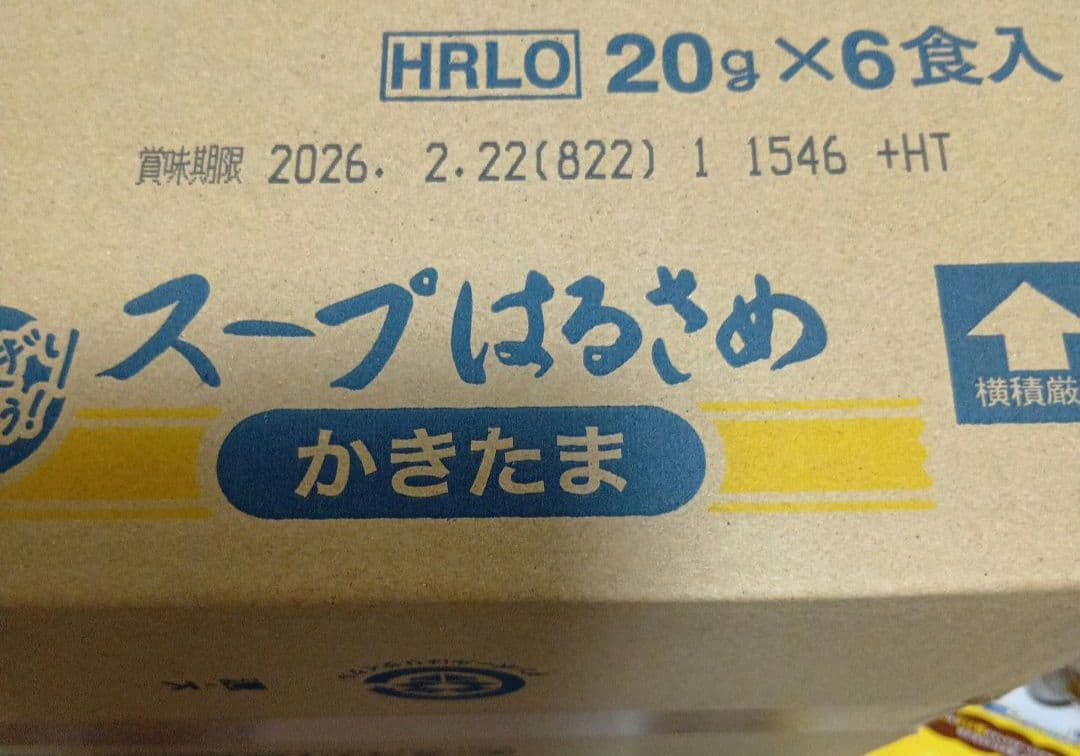 HRLO 20g×6食入
賞味期限 2026. 2.22(822) 1 1546 +HT
スープはるさめ
かきたま
横積厳